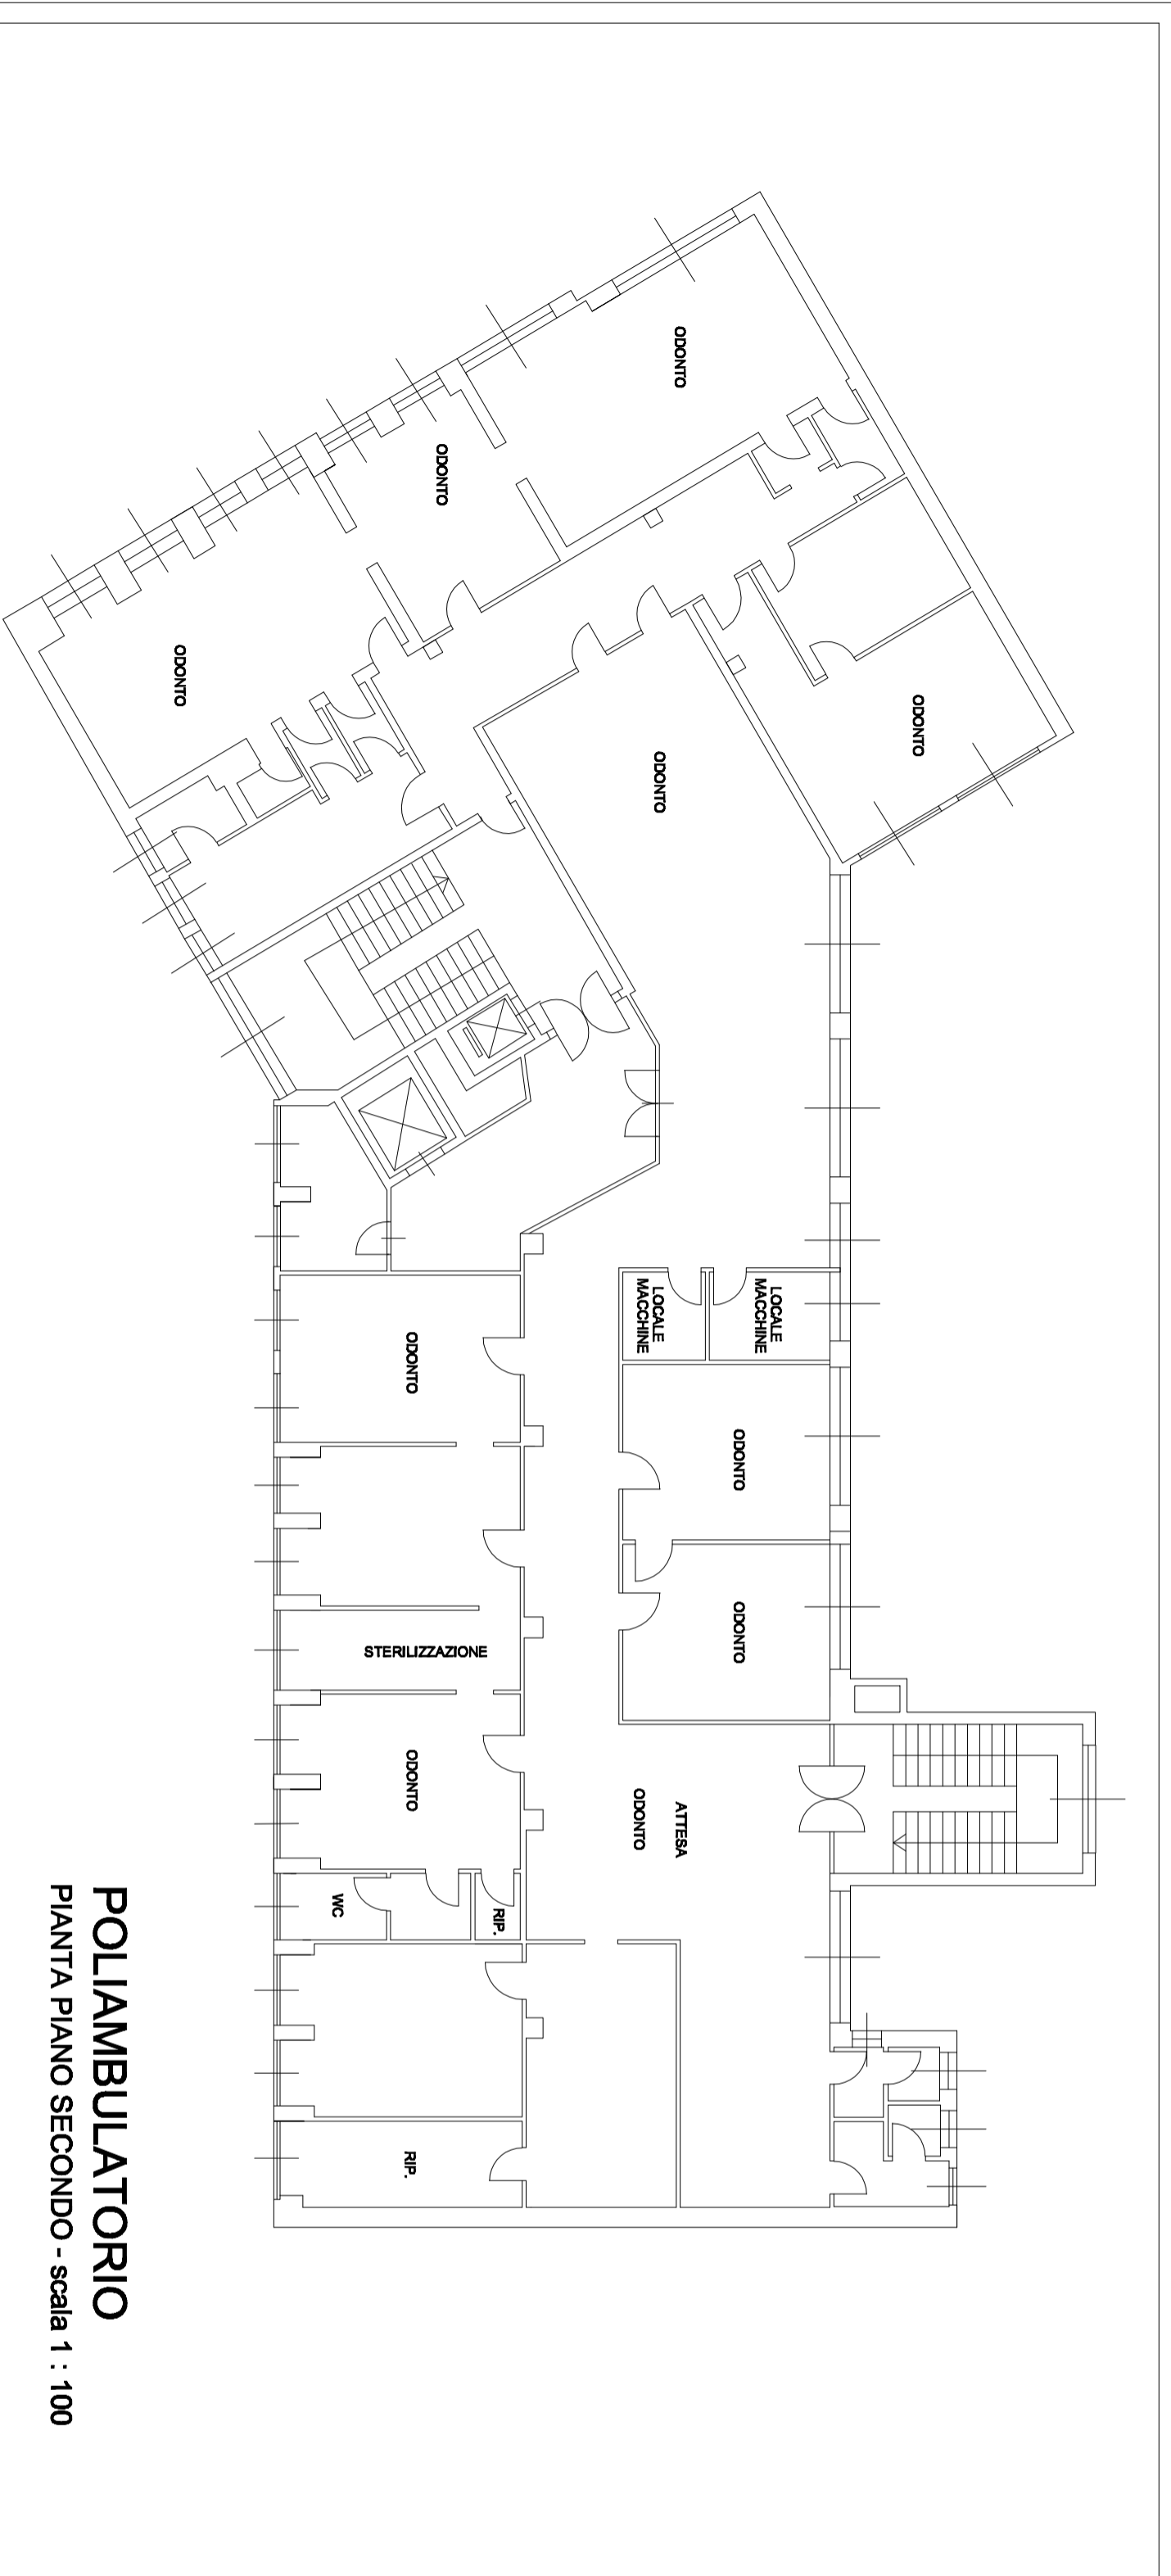 ODONTO
ODONTO
ODONTO
ODONTO
ODONTO
LOCALE
MACCHINE
LOCALE
MACCHINE
ODONTO
ODONTO
ODONTO
STERILIZZAZIONE
ODONTO
ATTESA
ODONTO
WC
RIP.
RIP.
POLIAMBULATORIO
PIANTA PIANO SECONDO - scala 1 : 100